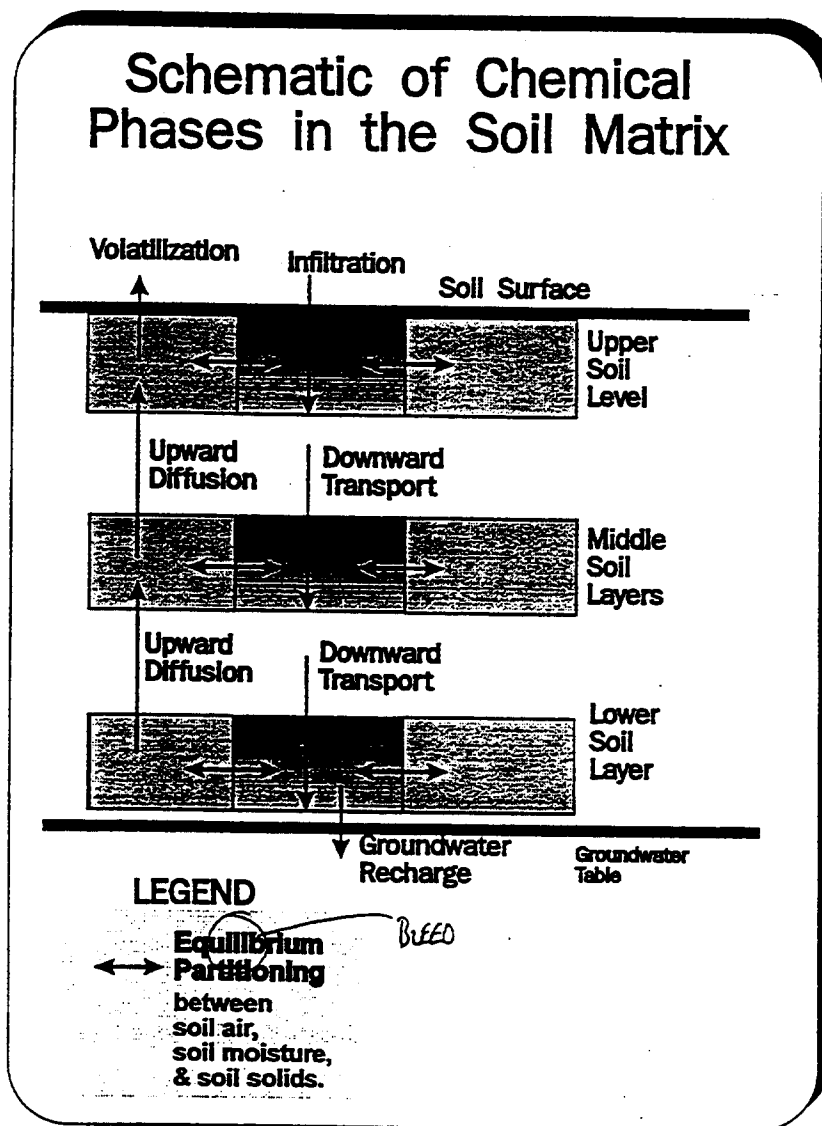 Schematic of Chemical
Phases in the Soil Matrix
Volatilization
Infiltration
Soil Surface
Upper
Soil
Level
Upward
Diffusion
Downward
Transport
Middle
Soil
Layers
Upward
Diffusion
Downward
Transport
Lower
Soil
Layer
Groundwater
Recharge
Groundwater
Table
LEGEND
Equilibrium
Partitioning
BLEED
between
soil air,
soil moisture,
& soil solids.